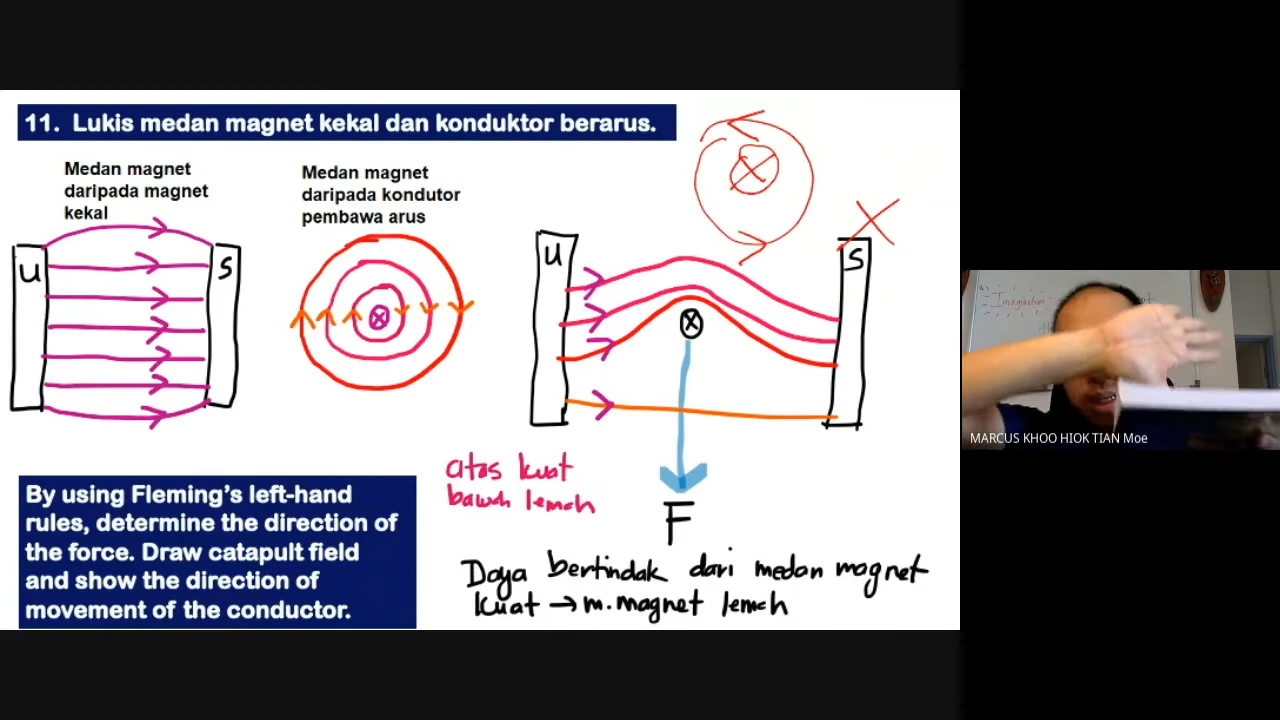 11. Lukis medan magnet kekal dan konduktor berarus.
Medan magnet
daripada magnet
kekal
Medan magnet
daripada kondutor
pembawa arus
U
S
U
S
atas kuat
bawah lemah
F
By using Fleming's left-hand
rules, determine the direction of
the force. Draw catapult field
and show the direction of
movement of the conductor.
Daya bertindak dari medan magnet
kuat → m. magnet lemah
Imagination
MARCUS KHOO HIOK TIAN Moe